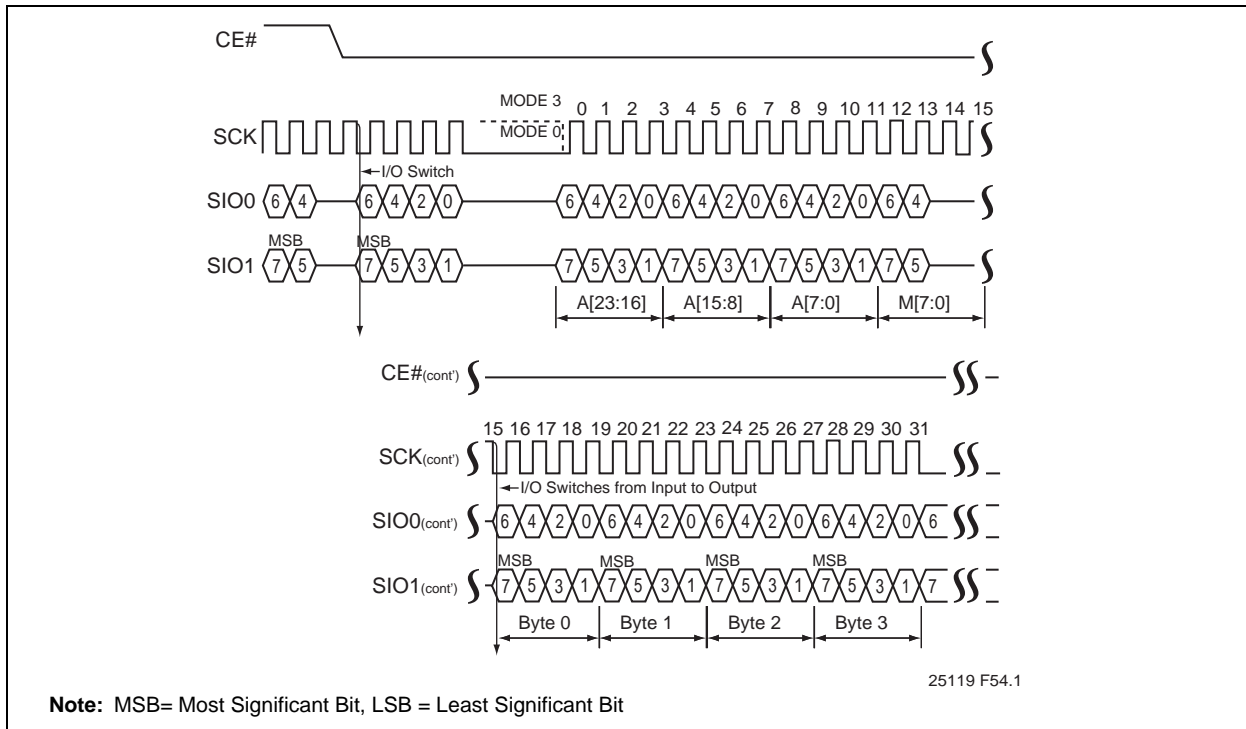 CE#
MODE 3
0 1 2 3 4 5 6 7 8 9 10 11 12 13 14 15
SCK
MODE 0
I/O Switch
SIO0 6 4 6 4 2 0 6 4 2 0 6 4 2 0 6 4 2 0 6 4
MSB MSB
SIO1 7 5 7 5 3 1 7 5 3 1 7 5 3 1 7 5 3 1 7 5
A[23:16] A[15:8] A[7:0] M[7:0]
CE#(cont')
15 16 17 18 19 20 21 22 23 24 25 26 27 28 29 30 31
SCK(cont')
I/O Switches from Input to Output
SIO0(cont') 6 4 2 0 6 4 2 0 6 4 2 0 6 4 2 0 6
MSB MSB MSB MSB
SIO1(cont') 7 5 3 1 7 5 3 1 7 5 3 1 7 5 3 1 7
Byte 0 Byte 1 Byte 2 Byte 3
25119 F54.1
Note: MSB= Most Significant Bit, LSB = Least Significant Bit